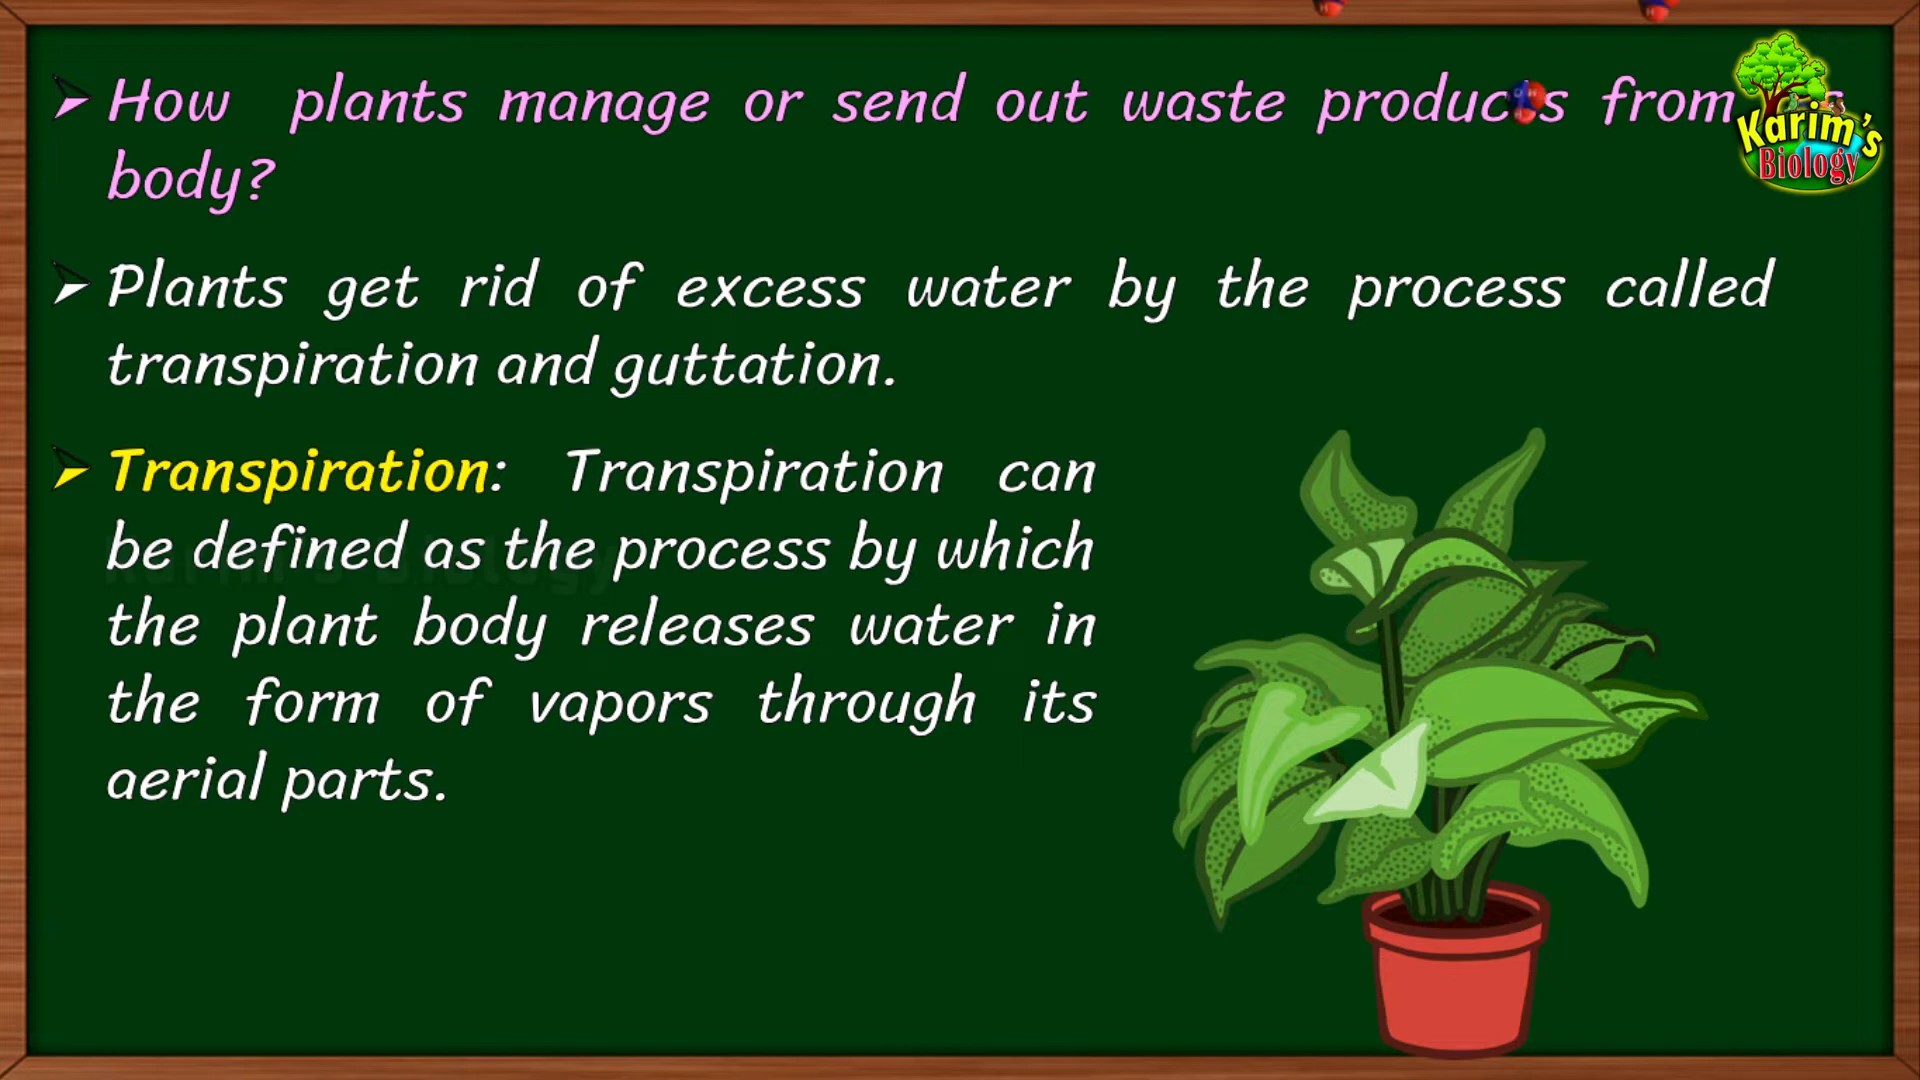 How plants manage or send out waste products from
body?
Plants get rid of excess water by the process called
transpiration and guttation.
Transpiration: Transpiration can
be defined as the process by which
the plant body releases water in
the form of vapors through its
aerial parts.
Karim's
Biology